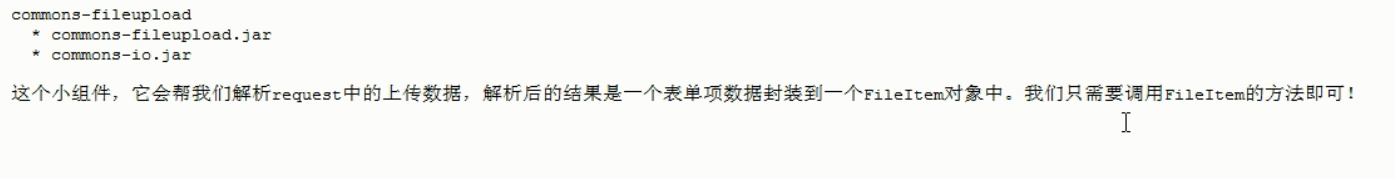 commons-fileupload
* commons-fileupload.jar
* commons-io.jar
这个小组件，它会帮我们解析request中的上传数据，解析后的结果是一个表单项数据封装到一个FileItem对象中。我们只需要调用FileItem的方法即可！